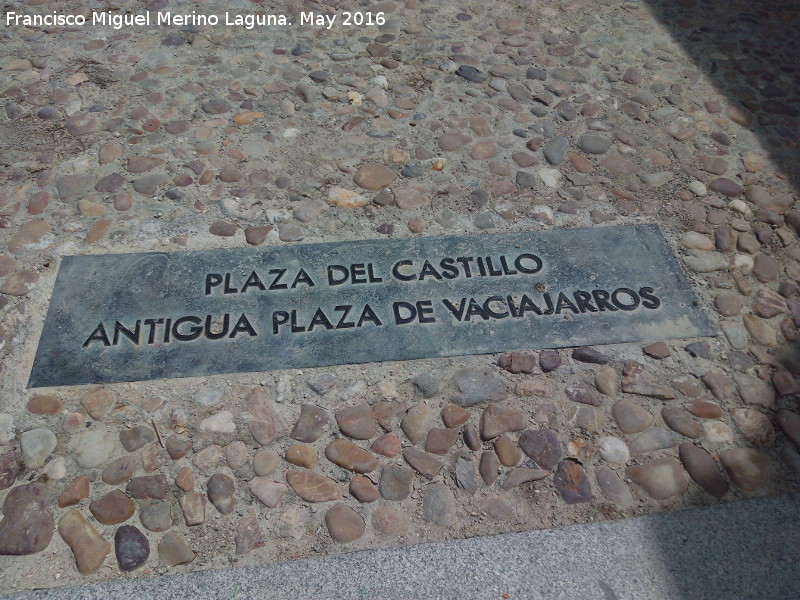 Francisco Miguel Merino Laguna. May 2016
PLAZA DEL CASTILLO
ANTIGUA PLAZA DE VACIAJARROS